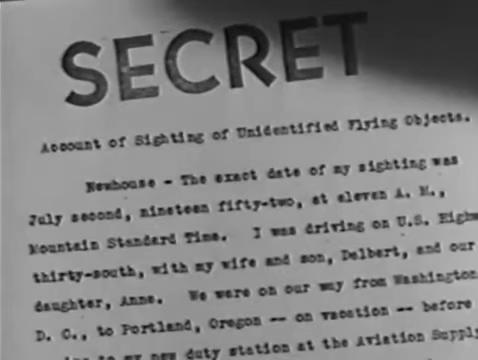 SECRET
Account of Sighting of Unidentified Flying Objects.
Newhouse - The exact date of my sighting was
July second, nineteen fifty-two, at eleven A. M.,
Mountain Standard Time. I was driving on U.S. Highw
thirty-south, with my wife and son, Delbert, and our
daughter, Anne. We were on our way from Washington
D. C., to Portland, Oregon -- on vacation -- before
to my new duty station at the Aviation Supply